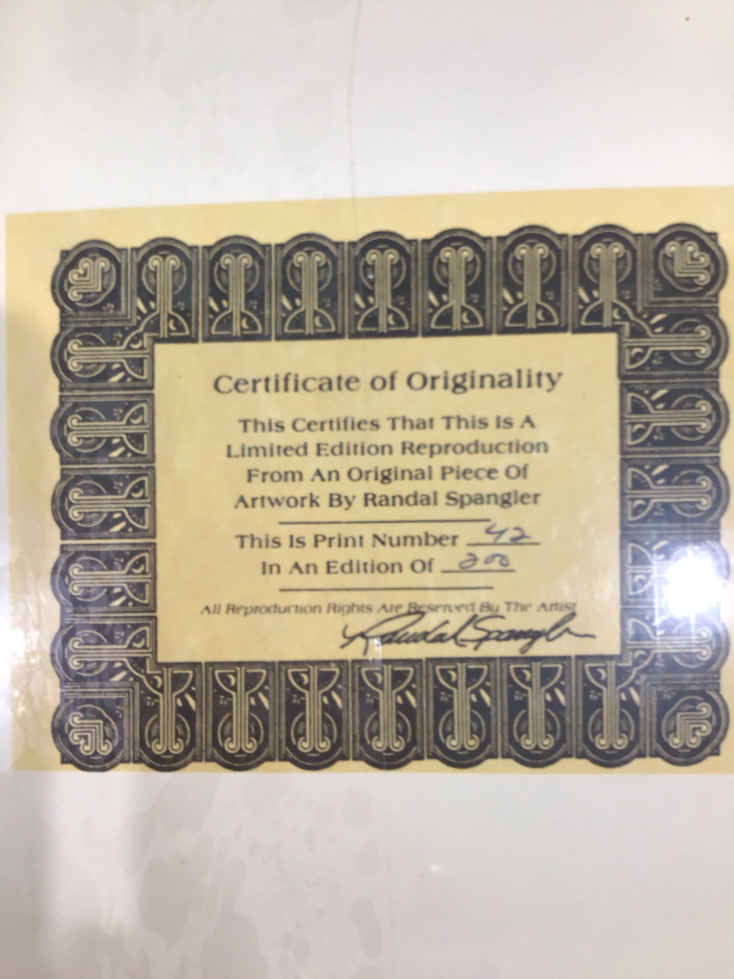 Certificate of Originality
This Certifies That This Is A
Limited Edition Reproduction
From An Original Piece Of
Artwork By Randal Spangler
This Is Print Number 42
In An Edition Of 200
All Reproduction Rights Are Reserved By The Artist
Randal Spangler